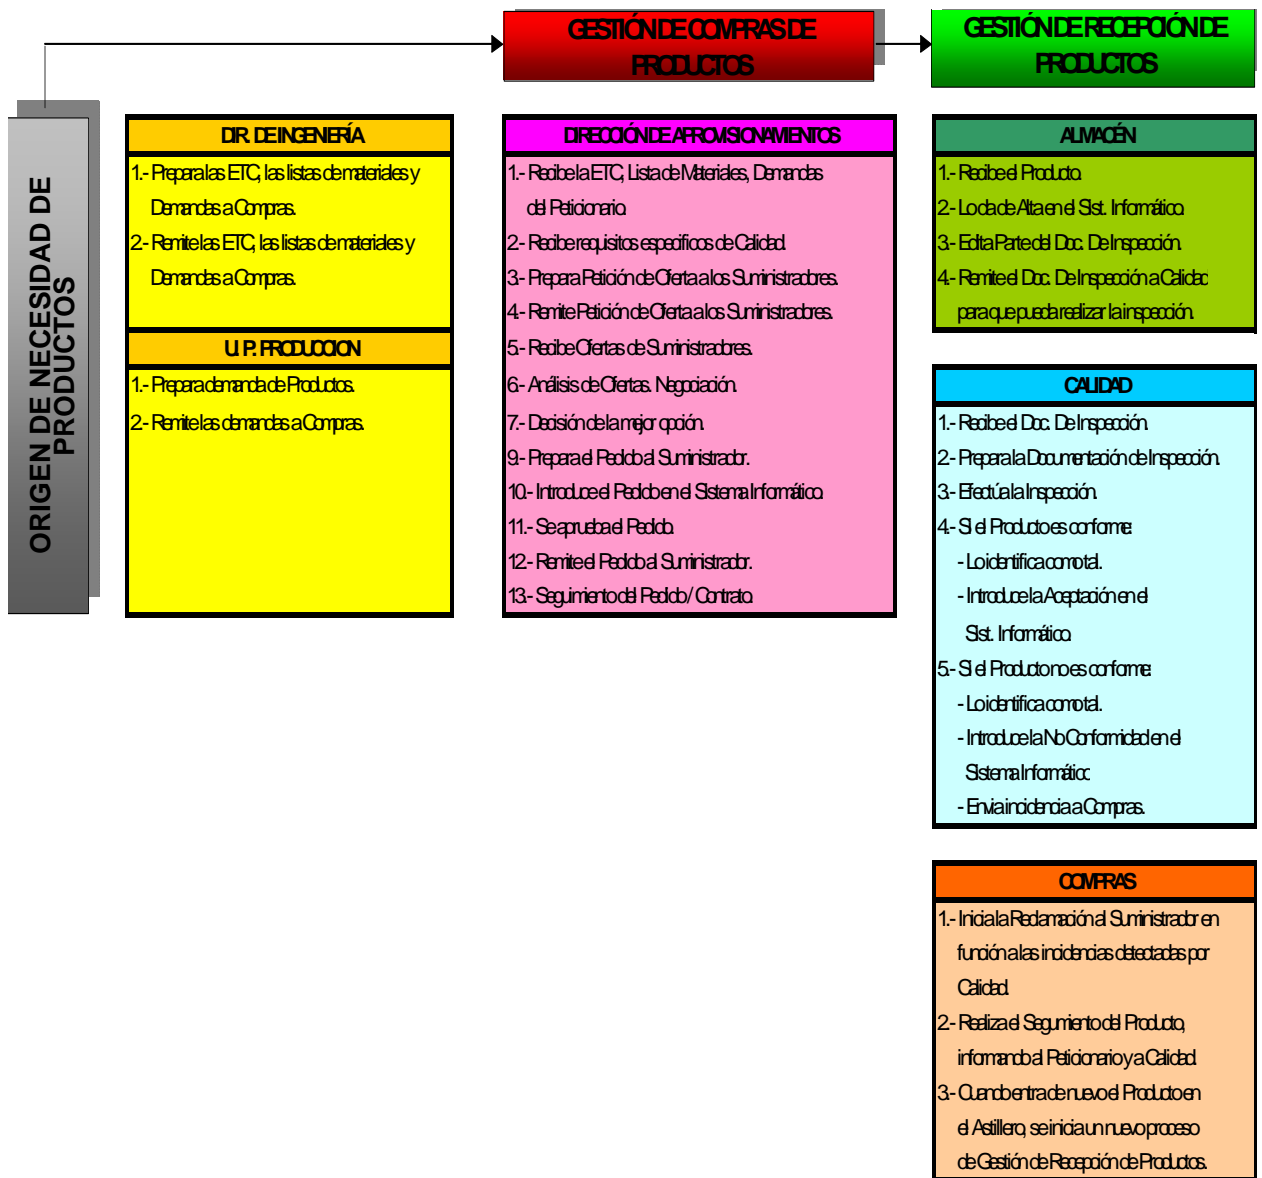 GESTIÓN DE COMPRAS DE
PRODUCTOS
GESTIÓN DE RECEPCIÓN DE
PRODUCTOS
ORIGEN DE NECESIDAD DE
PRODUCTOS
DIR. DE INGENIERÍA
1.- Prepara las ETC, las listas de materiales y
Demandas a Compras.
2.- Remite las ETC, las listas de materiales y
Demandas a Compras.
U. P. PRODUCCION
1.- Prepara demanda de Productos.
2.- Remite las demandas a Compras.
DIRECCIÓN DE APROVISIONAMIENTOS
1.- Recibe la ETC, Lista de Materiales, Demandas
del Peticionario.
2.- Recibe requisitos especificos de Calidad.
3.- Prepara Petición de Oferta a los Suministradores.
4.- Remite Petición de Oferta a los Suministradores.
5.- Recibe Ofertas de Suministradores.
6.- Análisis de Ofertas. Negociación.
7.- Decisión de la mejor opción.
9.- Prepara el Pedido al Suministrador.
10.- Introduce el Pedido en el Sistema Informático.
11.- Se aprueba el Pedido.
12.- Remite el Pedido al Suministrador.
13.- Seguimiento del Pedido / Contrato.
ALMACÉN
1.- Recibe el Producto.
2.- Lo da de Alta en el Sist. Informático.
3.- Edita Parte del Doc. De Inspección.
4.- Remite el Doc. De Inspección a Calidad
para que pueda realizar la inspección.
CALIDAD
1.- Recibe el Doc. De Inspección.
2.- Prepara la Documentación de Inspección.
3.- Efectúa la Inspección.
4.- Si el Producto es conforme:
- Lo identifica como tal.
- Introduce la Aceptación en el
Sist. Informático.
5.- Si el Producto no es conforme:
- Lo identifica como tal.
- Introduce la No Conformidad en el
Sistema Informático
- Envia incidencia a Compras.
COMPRAS
1.- Inicia la Reclamación al Suministrador en
función a las incidencias detectadas por
Calidad.
2.- Realiza el Segumiento del Producto,
informando al Peticionario y a Calidad.
3.- Cuando entra de nuevo el Producto en
el Astillero, se inicia un nuevo proceso
de Gestión de Recepción de Productos.